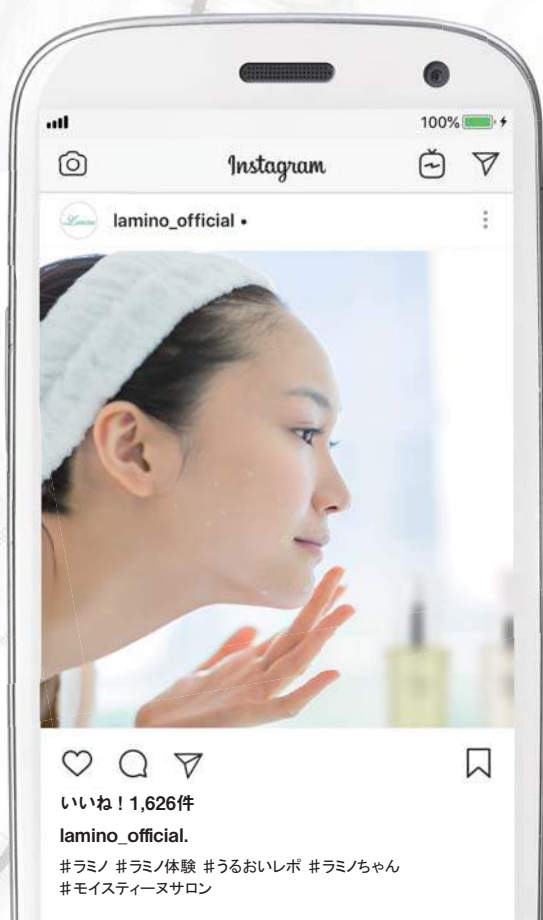 100%
Instagram
Lamino
lamino_official •
いいね！1,626件
lamino_official.
#ラミノ #ラミノ体験 #うるおいレポ #ラミノちゃん
#モイスティーヌサロン